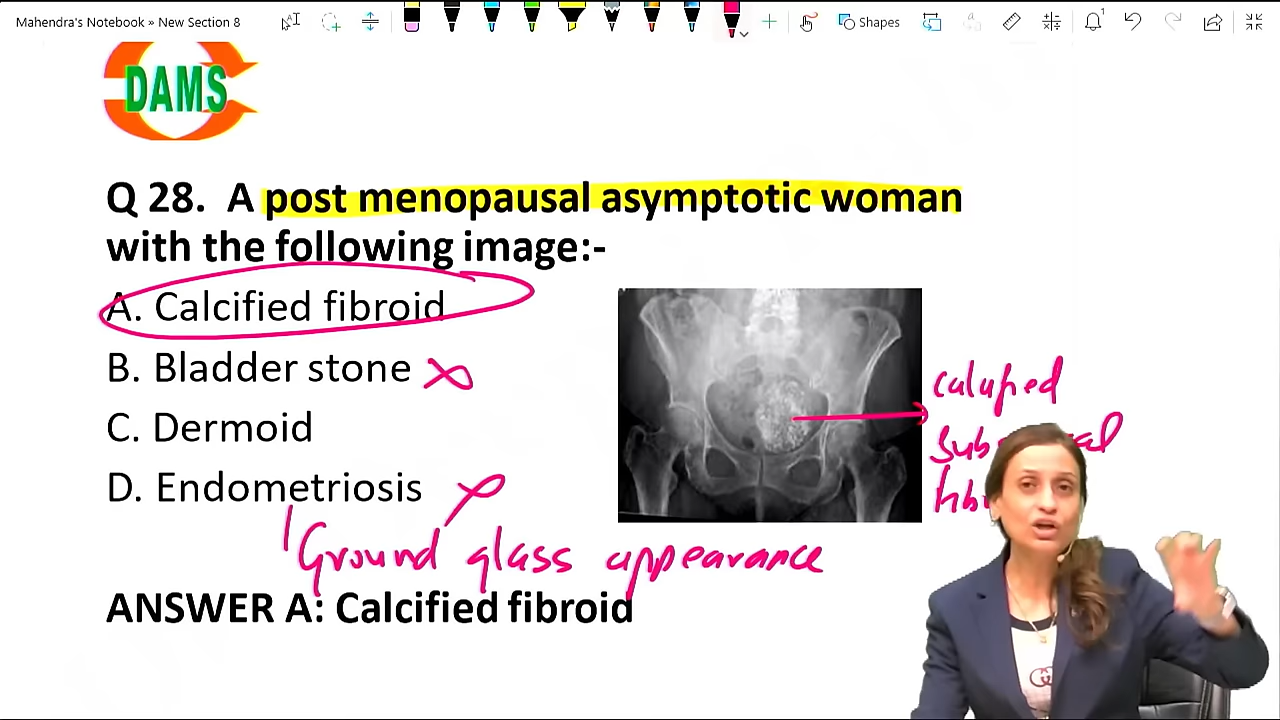 Mahendra's Notebook » New Section 8
Shapes
DAMS
Q 28. A post menopausal asymptotic woman
with the following image:-
A. Calcified fibroid
B. Bladder stone
C. Dermoid
D. Endometriosis
Ground glass appearance
ANSWER A: Calcified fibroid